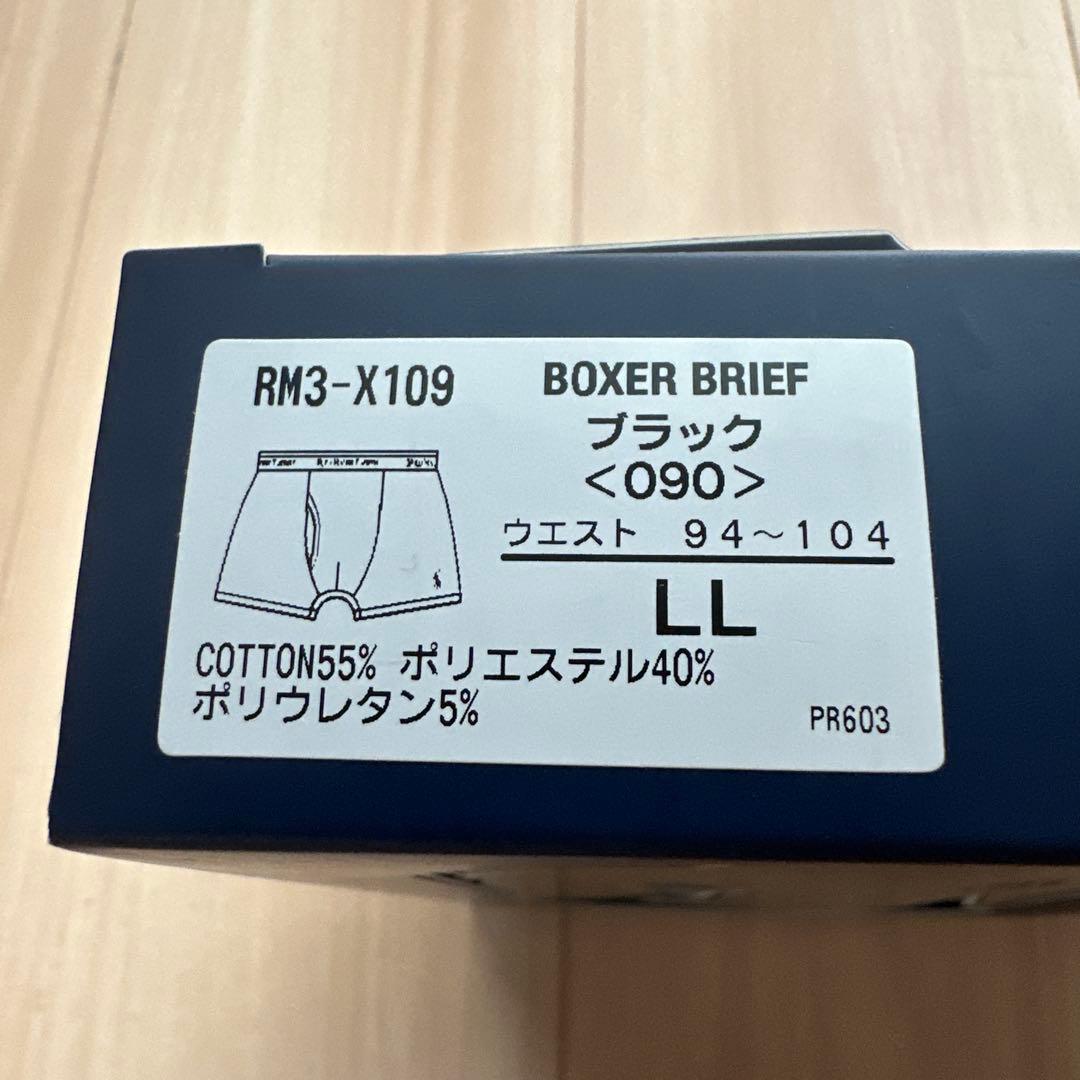 RM3-X109
BOXER BRIEF
ブラック
<090>
ウエスト 94〜104
LL
COTTON55% ポリエステル40%
ポリウレタン5%
PR603